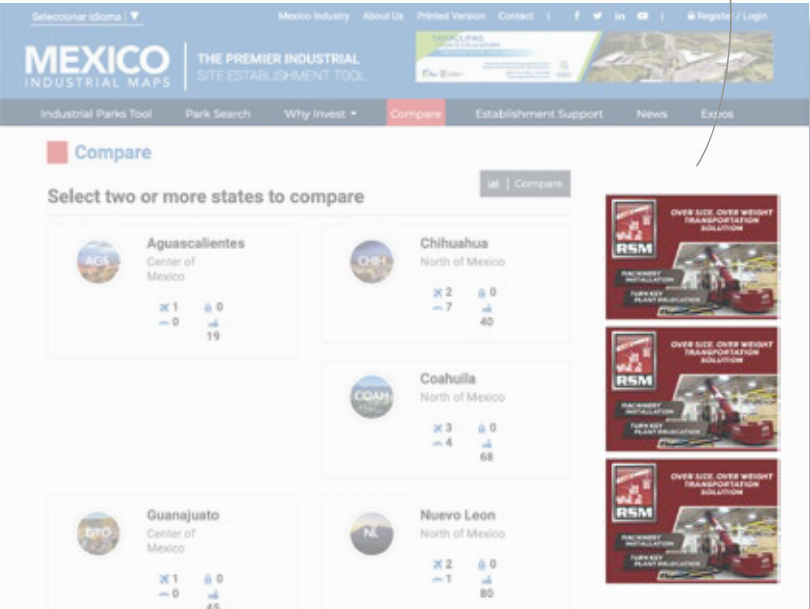 Seleccionar idioma | ▼
Mexico Industry About Us Printed Version Contact | f in | Register / Login
MEXICO
INDUSTRIAL MAPS
THE PREMIER INDUSTRIAL
SITE ESTABLISHMENT TOOL
TAMAULIPAS
Industrial Parks Tool Park Search Why Invest Compare Establishment Support News Expos
Compare
Select two or more states to compare
| Compare
AGS
Aguascalientes
Center of
Mexico
1 0
0
19
CHIH
Chihuahua
North of Mexico
2 0
7
40
COAH
Coahuila
North of Mexico
3 0
4
68
GTO
Guanajuato
Center of
Mexico
1 0
0
45
NL
Nuevo Leon
North of Mexico
2 0
1
80
RSM
OVER SIZE, OVER WEIGHT
TRANSPORTATION
SOLUTION
MACHINERY
INSTALLATION
TURN KEY
PLANT RELOCATION
RSM
OVER SIZE, OVER WEIGHT
TRANSPORTATION
SOLUTION
MACHINERY
INSTALLATION
TURN KEY
PLANT RELOCATION
RSM
OVER SIZE, OVER WEIGHT
TRANSPORTATION
SOLUTION
MACHINERY
INSTALLATION
TURN KEY
PLANT RELOCATION